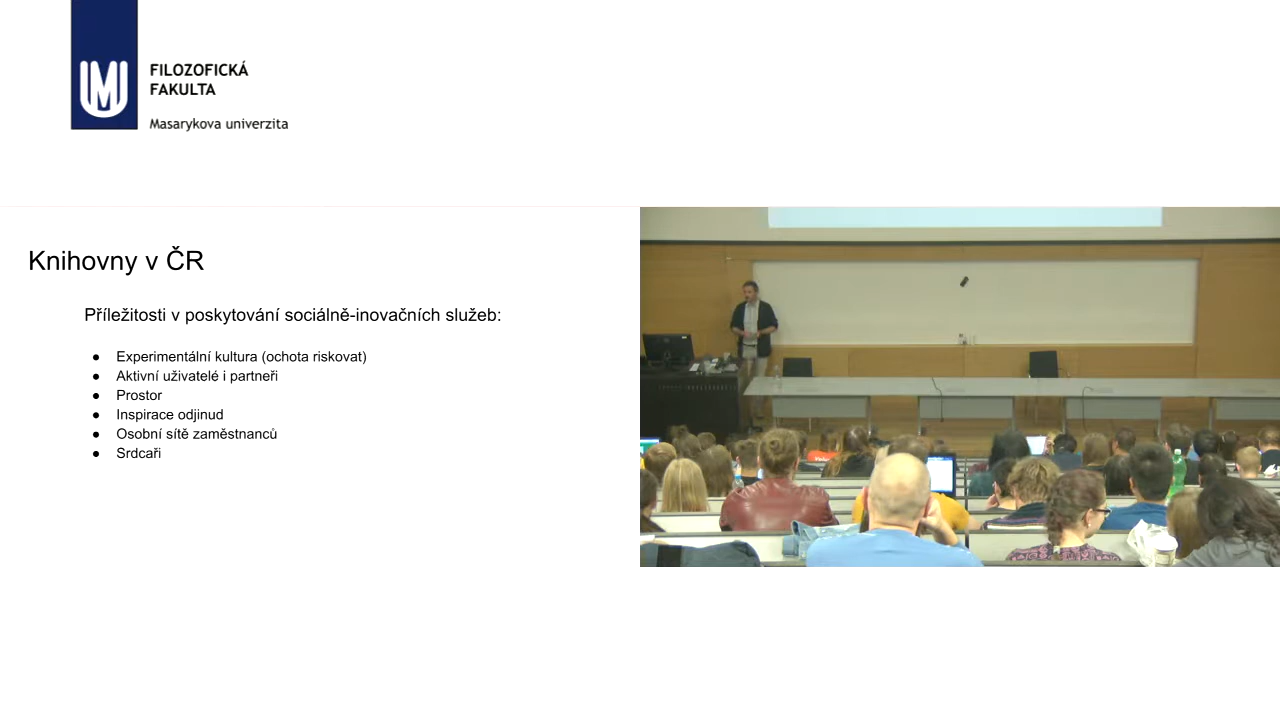 FILOZOFICKÁ
FAKULTA
Masarykova univerzita
Knihovny v ČR
Příležitosti v poskytování sociálně-inovačních služeb:
● Experimentální kultura (ochota riskovat)
● Aktivní uživatelé i partneři
● Prostor
● Inspirace odjinud
● Osobní sítě zaměstnanců
● Srdcaři